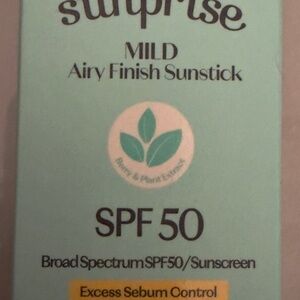 sunprise
MILD
Airy Finish Sunstick
Berry & Plant Extract
SPF 50
Broad Spectrum SPF50/Sunscreen
Excess Sebum Control